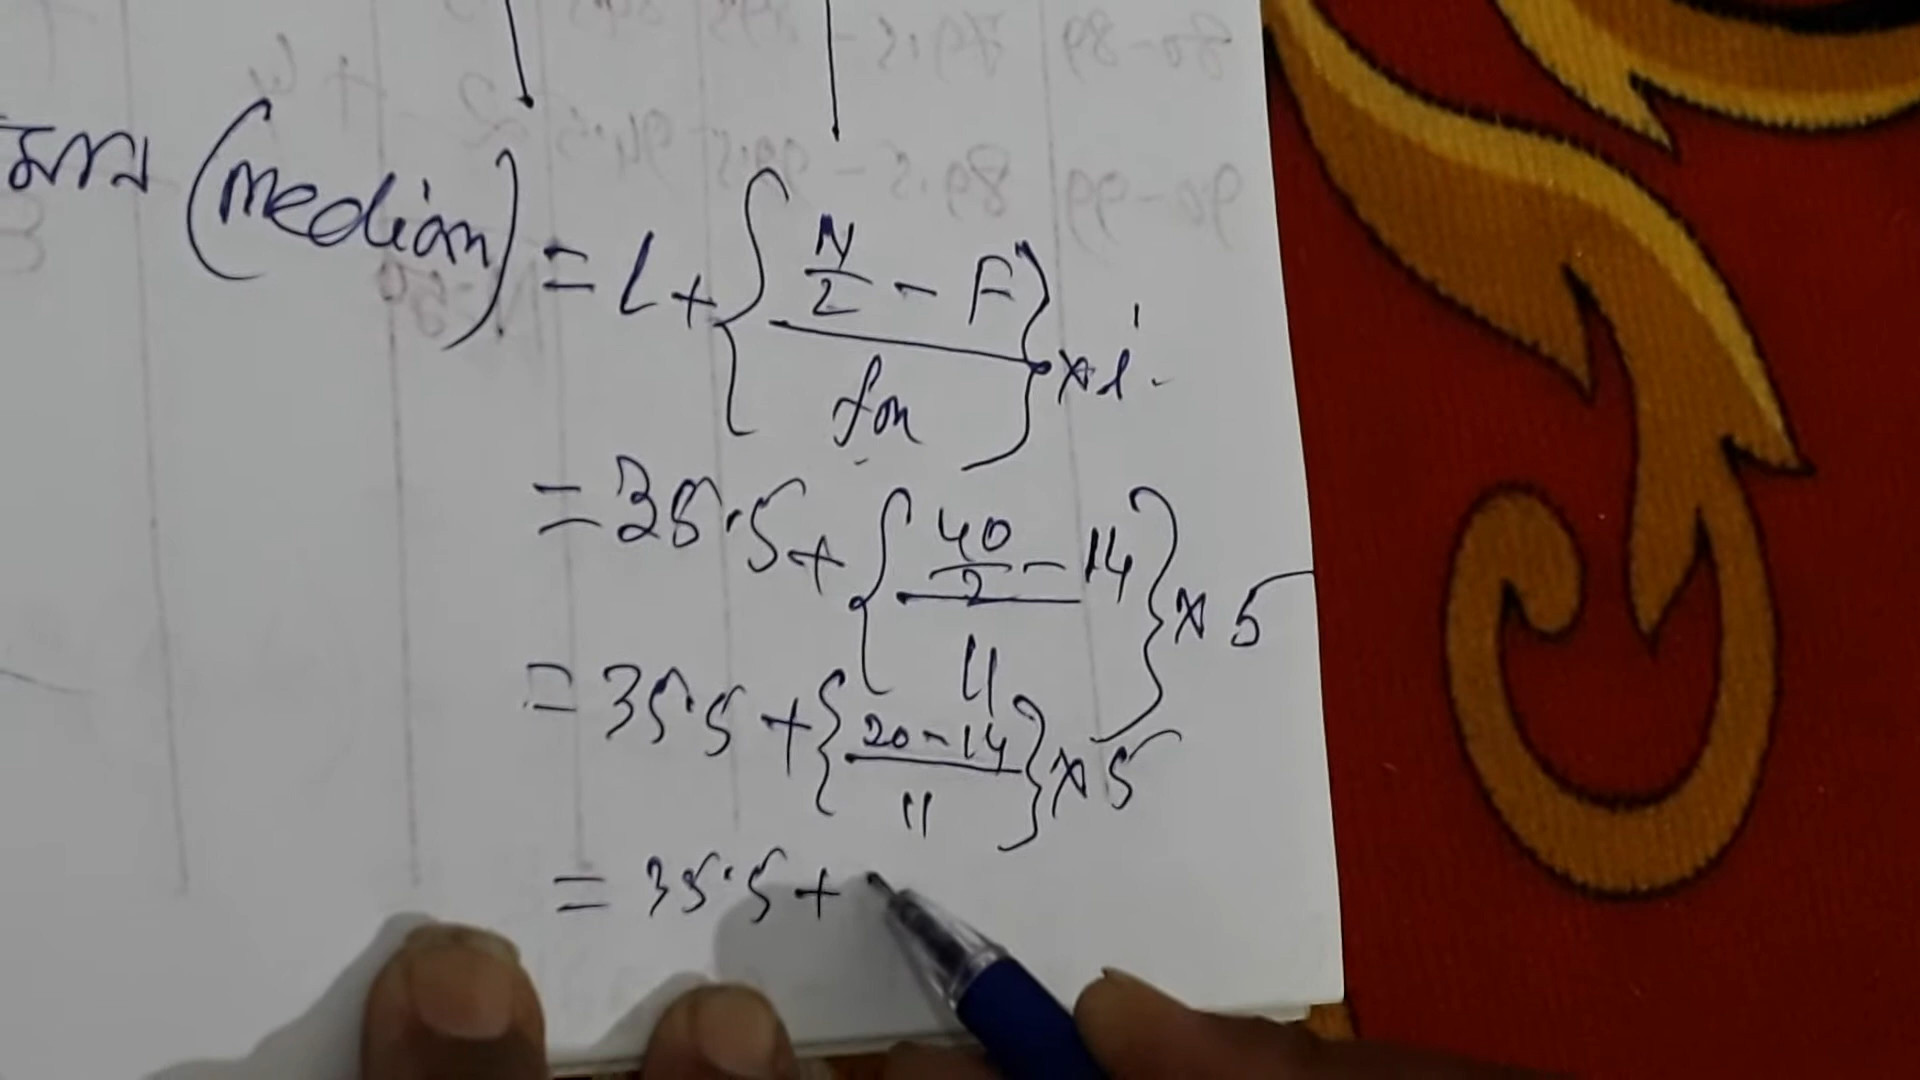 (median) = L + { N/2 - F / fm } × i
= 35.5 + { 40/2 - 14 / 11 } × 5
= 35.5 + { 20 - 14 / 11 } × 5
= 35.5 +